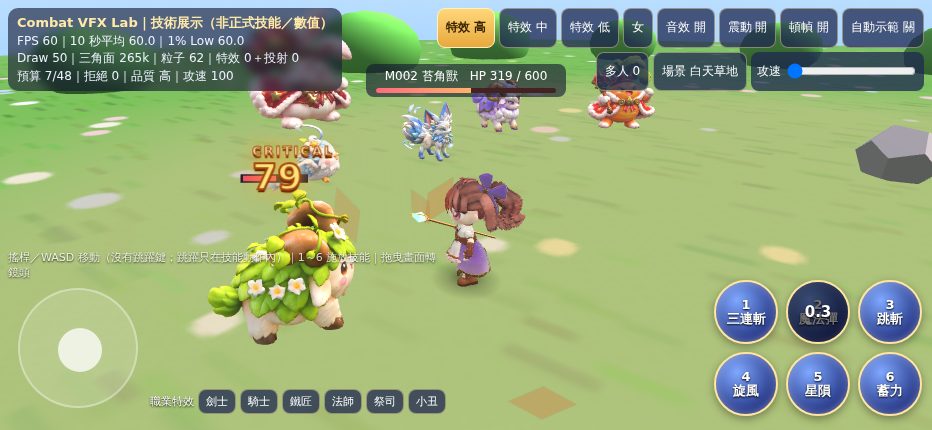 Combat VFX Lab｜技術展示（非正式技能／數值）
FPS 60｜10 秒平均 60.0｜1% Low 60.0
Draw 50｜三角面 265k｜粒子 62｜特效 0＋投射 0
預算 7/48｜拒絕 0｜品質 高｜攻速 100
特效 高
特效 中
特效 低
女
音效 開
震動 開
頓幀 開
自動示範 關
多人 0
場景 白天草地
攻速
M002 苔角獸 HP 319 / 600
CRITICAL
79
搖桿／WASD 移動（沒有跳躍鍵；跳躍只在技能動作內）｜1～6 施放技能｜拖曳畫面轉
鏡頭
1
三連斬
2
魔法彈
0.3
3
跳斬
4
旋風
5
星隕
6
蓄力
職業特效
劍士
騎士
鐵匠
法師
祭司
小丑